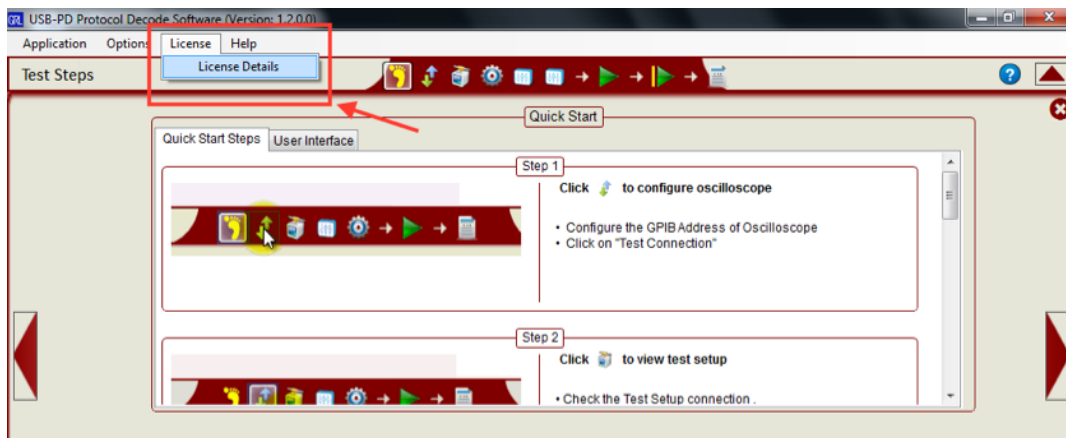 GRL USB-PD Protocol Decode Software (Version: 1.2.0.0)
Application Options License Help
License Details
Test Steps
Quick Start
Quick Start Steps User Interface
Step 1
Click to configure oscilloscope
• Configure the GPIB Address of Oscilloscope
• Click on "Test Connection"
Step 2
Click to view test setup
• Check the Test Setup connection .